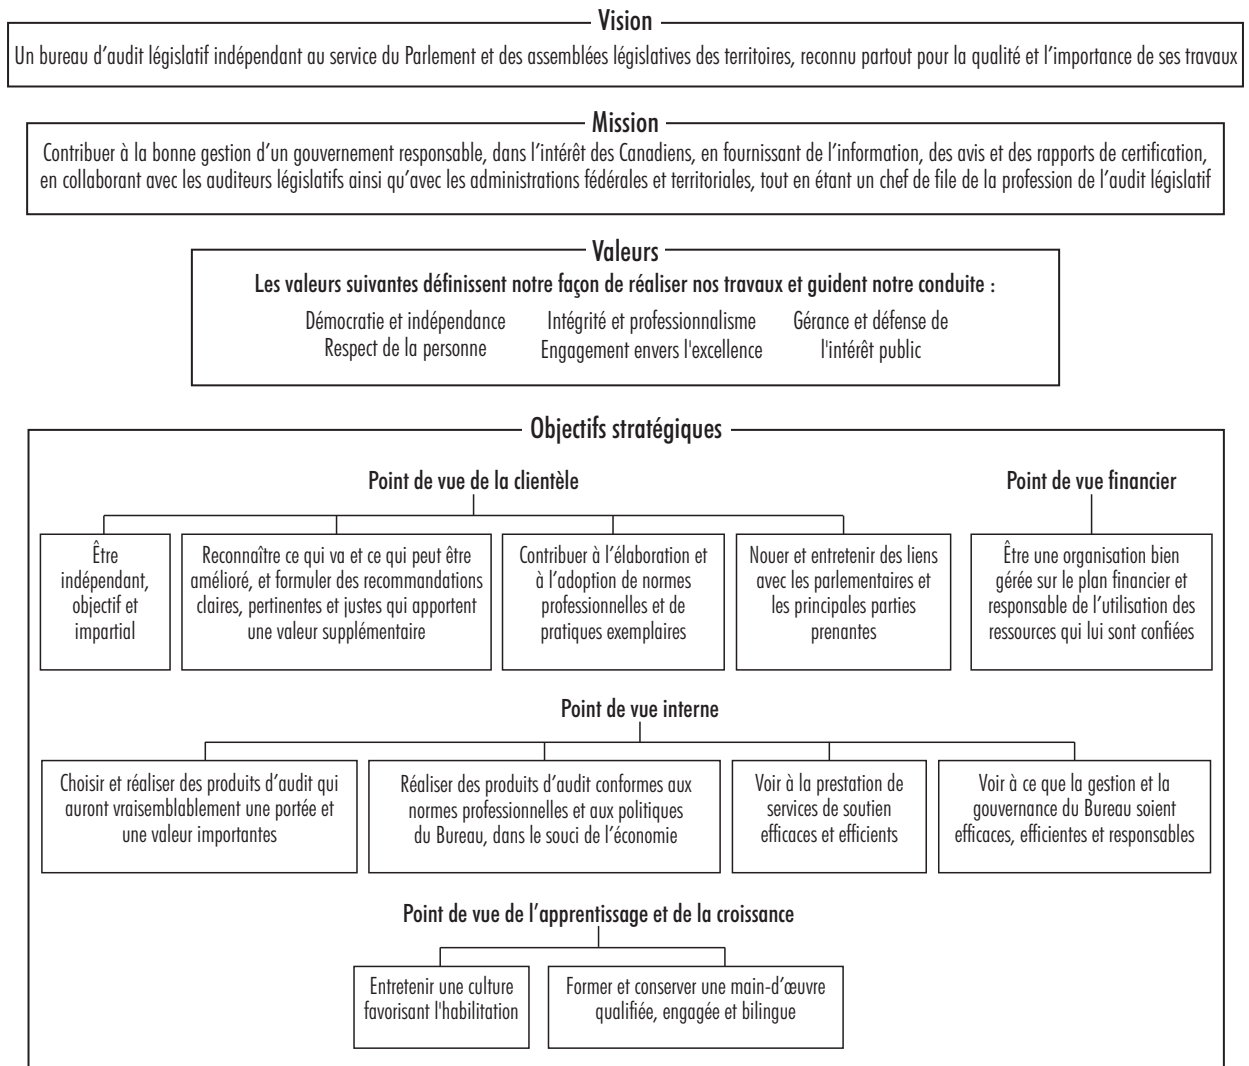 Vision
Un bureau d’audit législatif indépendant au service du Parlement et des assemblées législatives des territoires, reconnu partout pour la qualité et l’importance de ses travaux
Mission
Contribuer à la bonne gestion d’un gouvernement responsable, dans l’intérêt des Canadiens, en fournissant de l’information, des avis et des rapports de certification,
en collaborant avec les auditeurs législatifs ainsi qu’avec les administrations fédérales et territoriales, tout en étant un chef de file de la profession de l’audit législatif
Valeurs
Les valeurs suivantes définissent notre façon de réaliser nos travaux et guident notre conduite :
Démocratie et indépendance
Respect de la personne
Intégrité et professionnalisme
Engagement envers l'excellence
Gérance et défense de
l'intérêt public
Objectifs stratégiques
Point de vue de la clientèle
Être
indépendant,
objectif et
impartial
Reconnaître ce qui va et ce qui peut être
amélioré, et formuler des recommandations
claires, pertinentes et justes qui apportent
une valeur supplémentaire
Contribuer à l’élaboration et
à l’adoption de normes
professionnelles et de
pratiques exemplaires
Nouer et entretenir des liens
avec les parlementaires et
les principales parties
prenantes
Point de vue financier
Être une organisation bien
gérée sur le plan financier et
responsable de l’utilisation des
ressources qui lui sont confiées
Point de vue interne
Choisir et réaliser des produits d’audit qui
auront vraisemblablement une portée et
une valeur importantes
Réaliser des produits d’audit conformes aux
normes professionnelles et aux politiques
du Bureau, dans le souci de l’économie
Voir à la prestation de
services de soutien
efficaces et efficients
Voir à ce que la gestion et la
gouvernance du Bureau soient
efficaces, efficientes et responsables
Point de vue de l’apprentissage et de la croissance
Entretenir une culture
favorisant l'habilitation
Former et conserver une main-d’œuvre
qualifiée, engagée et bilingue